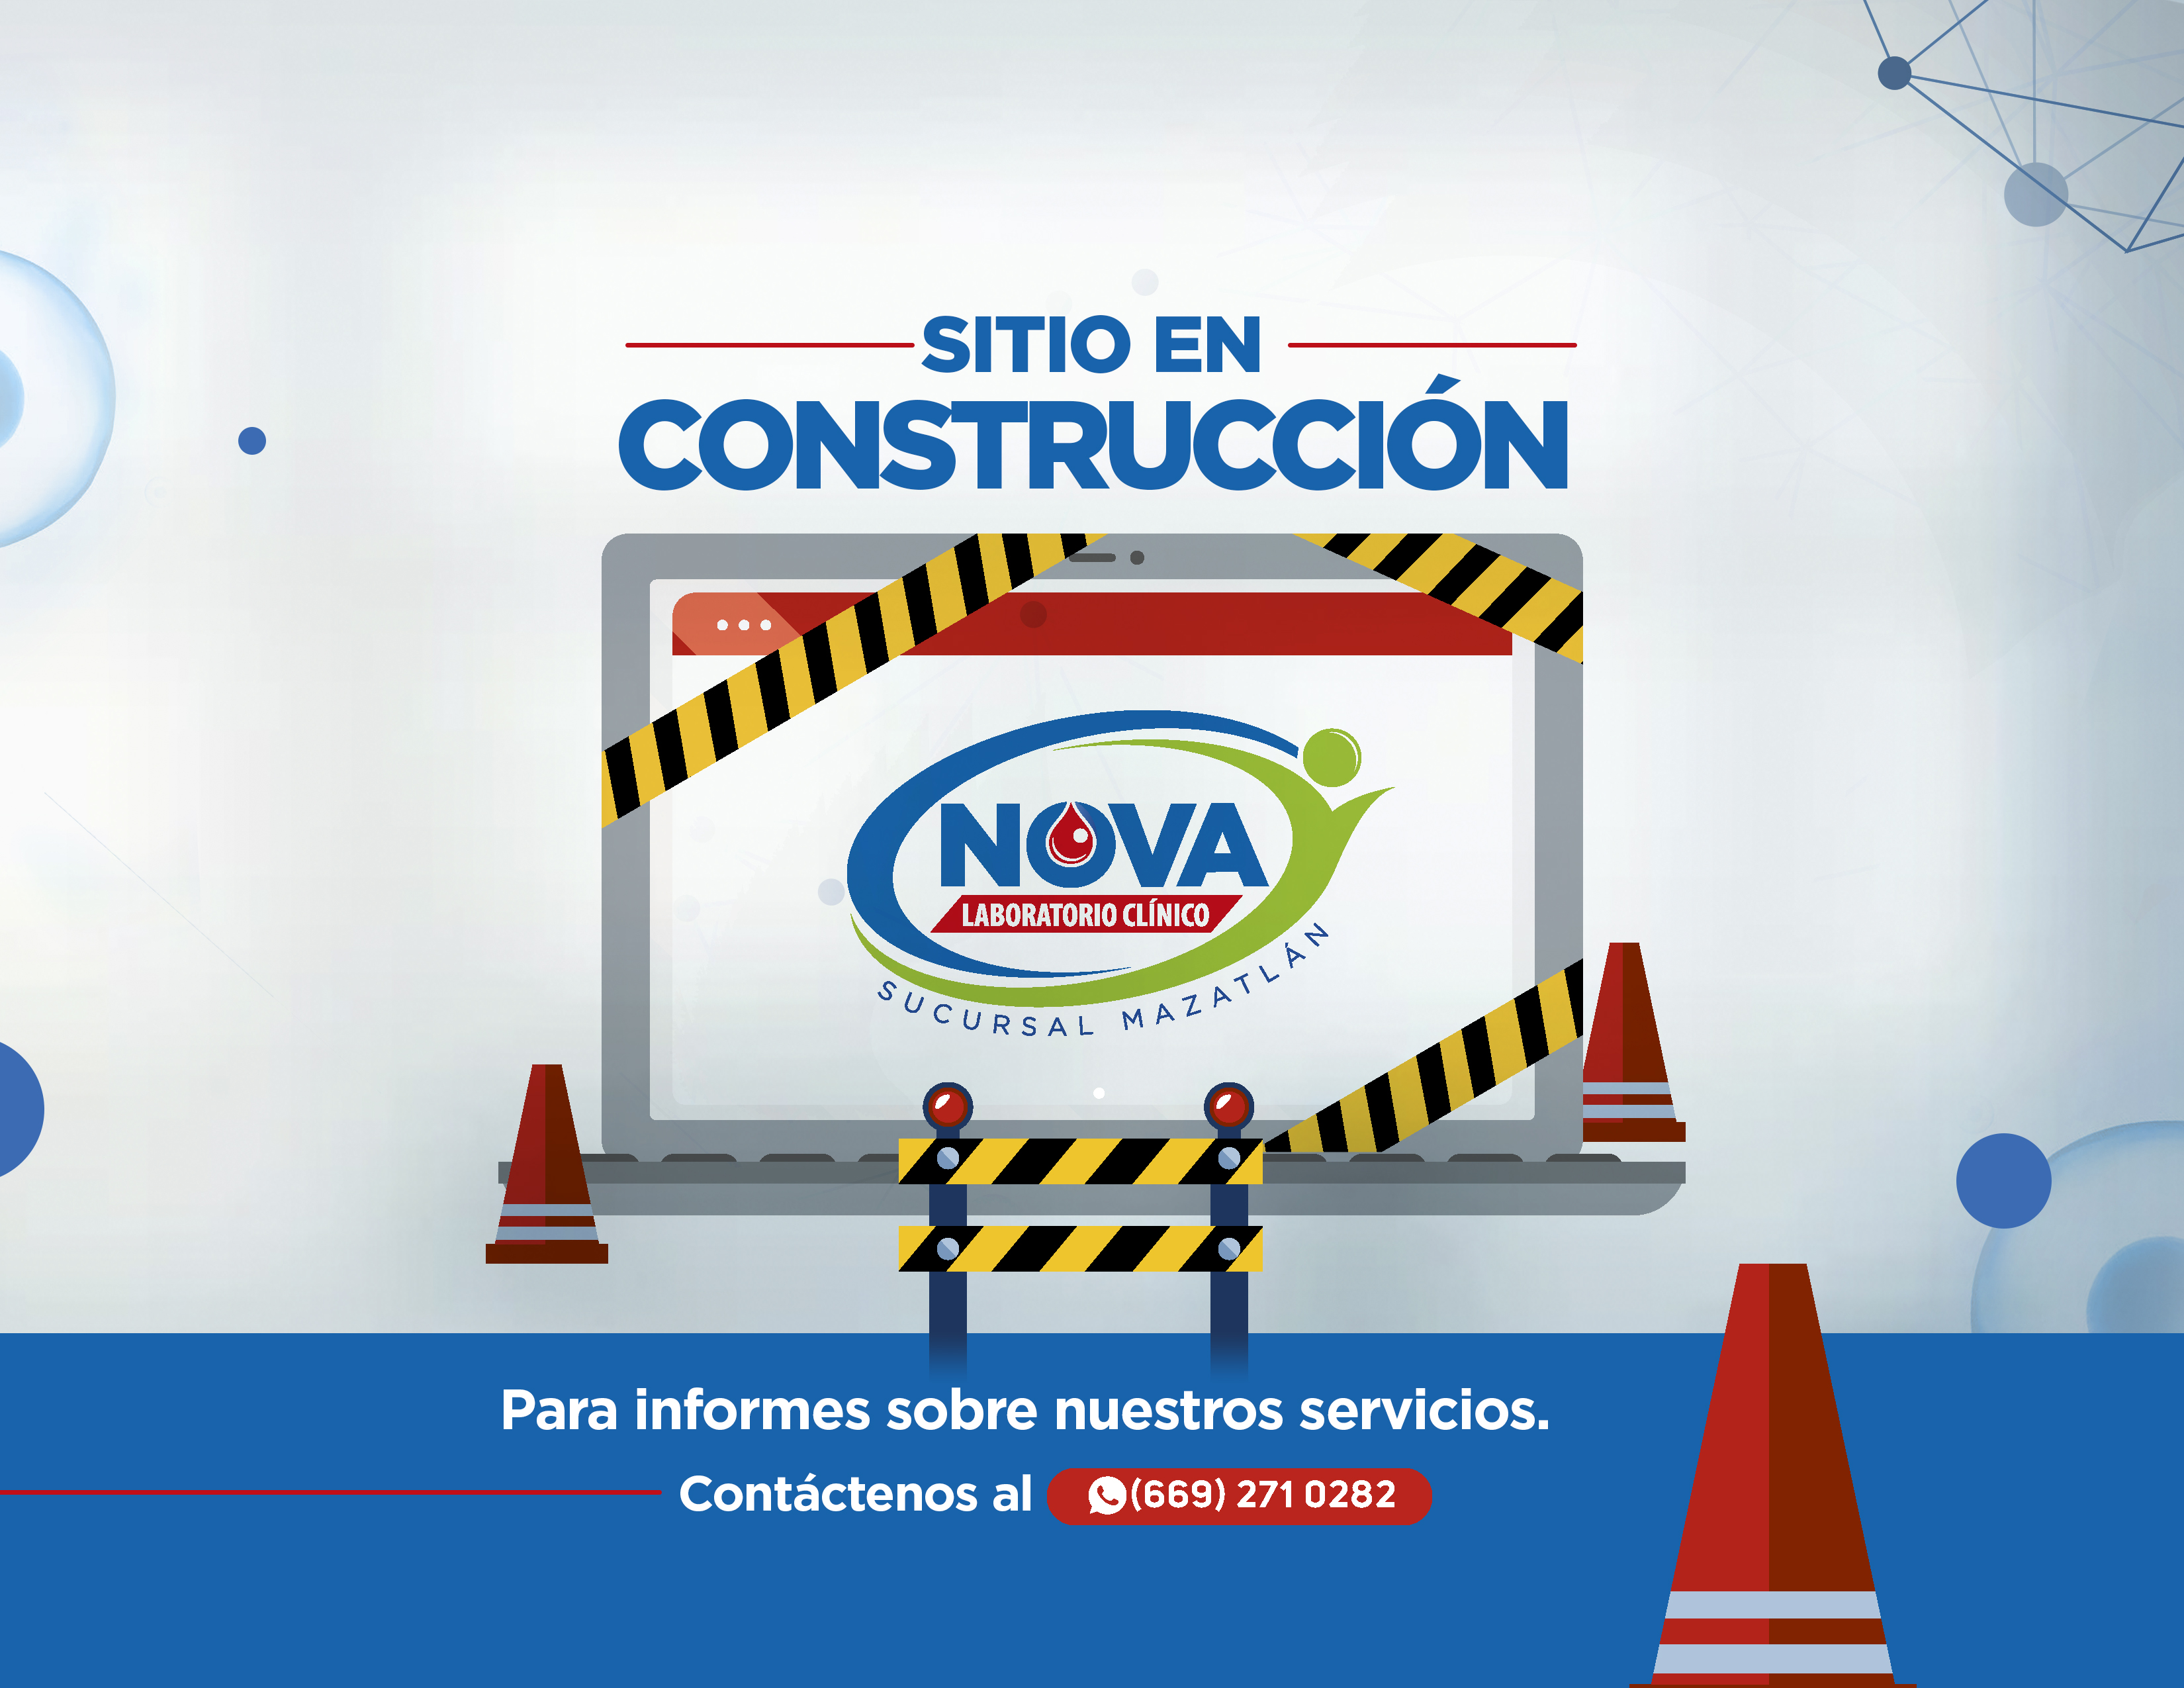 SITIO EN
CONSTRUCCIÓN
NOVA
LABORATORIO CLÍNICO
SUCURSAL MAZATLÁN
Para informes sobre nuestros servicios.
Contáctenos al (669) 271 0282